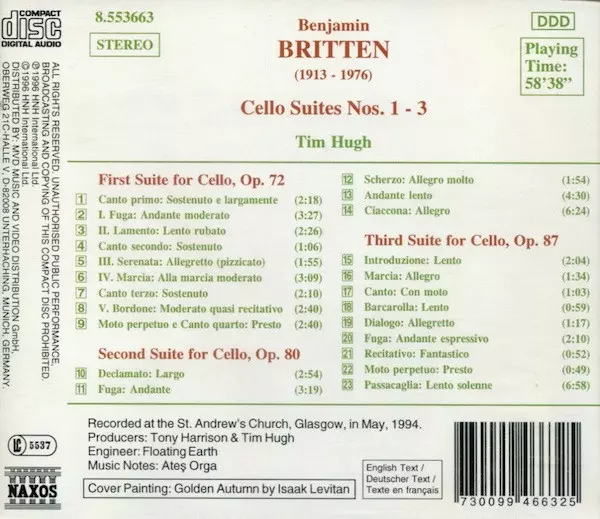 COMPACT
disc
DIGITAL AUDIO
8.553663
STEREO
Benjamin
BRITTEN
(1913 - 1976)
DDD
Playing
Time:
58'38"
Cello Suites Nos. 1 - 3
Tim Hugh
First Suite for Cello, Op. 72
1 Canto primo: Sostenuto e largamente (2:18)
2 I. Fuga: Andante moderato (3:27)
3 II. Lamento: Lento rubato (2:26)
4 Canto secondo: Sostenuto (1:06)
5 III. Serenata: Allegretto (pizzicato) (1:55)
6 IV. Marcia: Alla marcia moderato (3:09)
7 Canto terzo: Sostenuto (2:10)
8 V. Bordone: Moderato quasi recitativo (2:40)
9 Moto perpetuo e Canto quarto: Presto (2:40)
Second Suite for Cello, Op. 80
10 Declamato: Largo (2:54)
11 Fuga: Andante (3:19)
12 Scherzo: Allegro molto (1:54)
13 Andante lento (4:30)
14 Ciaccona: Allegro (6:24)
Third Suite for Cello, Op. 87
15 Introduzione: Lento (2:04)
16 Marcia: Allegro (1:34)
17 Canto: Con moto (1:03)
18 Barcarolla: Lento (0:59)
19 Dialogo: Allegretto (1:17)
20 Fuga: Andante espressivo (2:10)
21 Recitativo: Fantastico (0:52)
22 Moto perpetuo: Presto (0:49)
23 Passacaglia: Lento solenne (6:58)
ALL RIGHTS RESERVED. UNAUTHORISED PUBLIC PERFORMANCE,
BROADCASTING AND COPYING OF THIS COMPACT DISC PROHIBITED.
℗ 1996 HNH International Ltd.
© 1996 HNH International Ltd.
DISTRIBUTED BY: MVD MUSIC AND VIDEO DISTRIBUTION GmbH,
OBERWEG 21C-HALLE V, D-82008 UNTERHACHING, MUNICH, GERMANY.
Recorded at the St. Andrew's Church, Glasgow, in May, 1994.
Producers: Tony Harrison & Tim Hugh
Engineer: Floating Earth
Music Notes: Ateş Orga
Cover Painting: Golden Autumn by Isaak Levitan
English Text /
Deutscher Text /
Texte en français
LC 5537
NAXOS
730099 466325